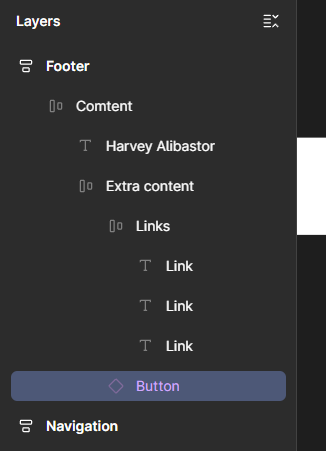 Layers
Footer
Comtent
Harvey Alibastor
Extra content
Links
Link
Link
Link
Button
Navigation